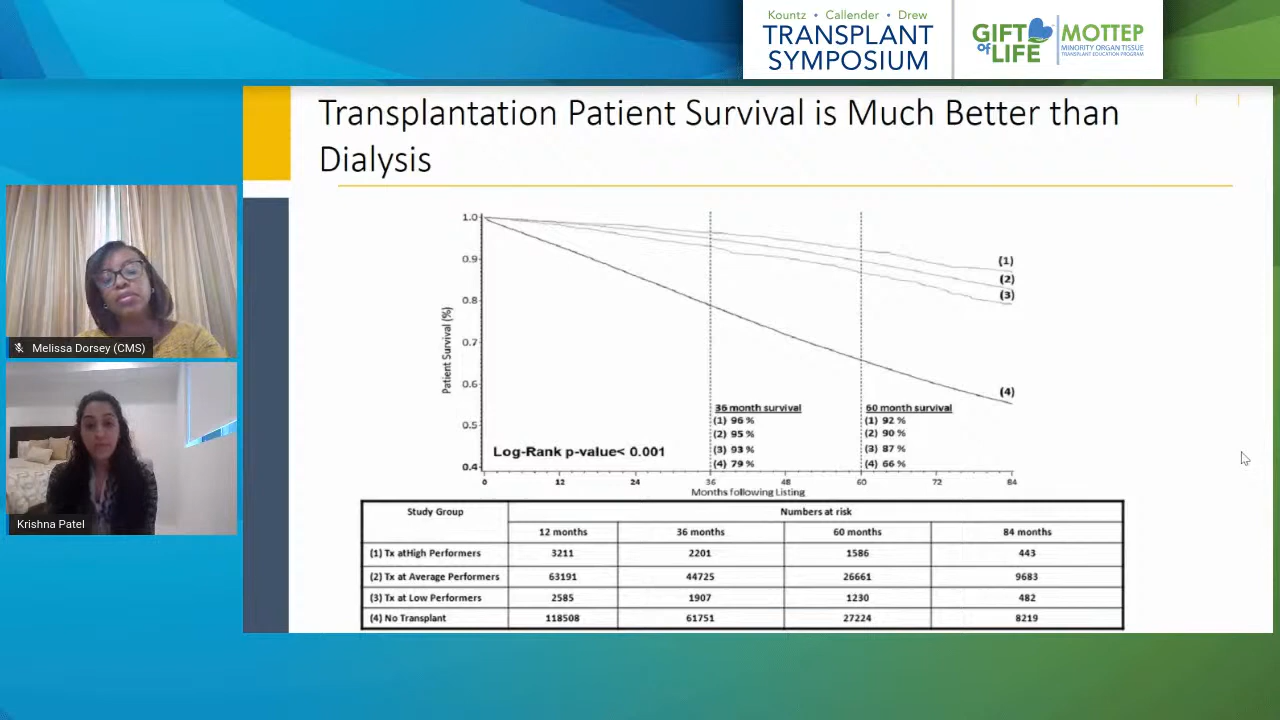 Kountz • Callender • Drew
TRANSPLANT
SYMPOSIUM
GIFT
of LIFE
MOTTEP
MINORITY ORGAN TISSUE
TRANSPLANT EDUCATION PROGRAM
Transplantation Patient Survival is Much Better than
Dialysis
Patient Survival (%)
1.0
0.9
0.8
0.7
0.6
0.5
0.4
(1)
(2)
(3)
(4)
36 month survival
(1) 96 %
(2) 95 %
(3) 93 %
(4) 79 %
60 month survival
(1) 92 %
(2) 90 %
(3) 87 %
(4) 66 %
Log-Rank p-value< 0.001
0 12 24 36 48 60 72 84
Months following Listing
Study Group Numbers at risk
12 months 36 months 60 months 84 months
(1) Tx atHigh Performers 3211 2201 1586 443
(2) Tx at Average Performers 63191 44725 26661 9683
(3) Tx at Low Performers 2585 1907 1230 482
(4) No Transplant 118508 61751 27224 8219
Melissa Dorsey (CMS)
Krishna Patel